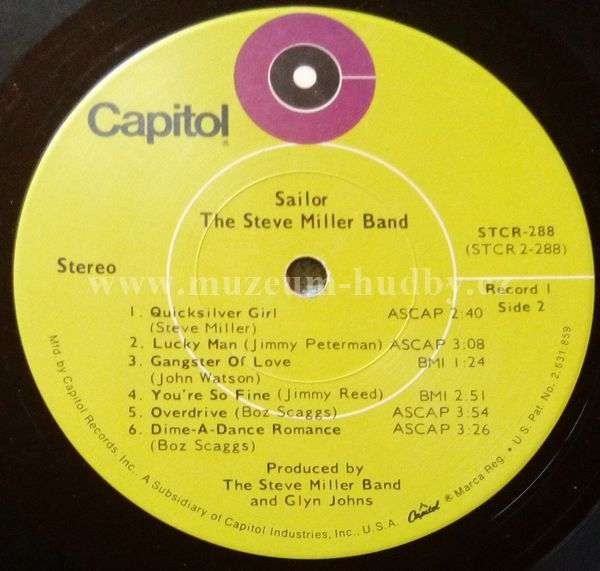 Capitol®
Sailor
The Steve Miller Band
STCR-288
(STCR 2-288)
Stereo
www.muzeum-hudby.cz
Record 1
Side 2
1. Quicksilver Girl ASCAP 2:40
(Steve Miller)
2. Lucky Man (Jimmy Peterman) ASCAP 3:08
3. Gangster Of Love BMI 1:24
(John Watson)
4. You're So Fine (Jimmy Reed) BMI 2:51
5. Overdrive (Boz Scaggs) ASCAP 3:54
6. Dime-A-Dance Romance ASCAP 3:26
(Boz Scaggs)
Produced by
The Steve Miller Band
and Glyn Johns
Mfd. by Capitol Records, Inc., A Subsidiary of Capitol Industries, Inc., U.S.A. Capitol ® Marca Reg. • U.S. Pat. No. 2,631,859